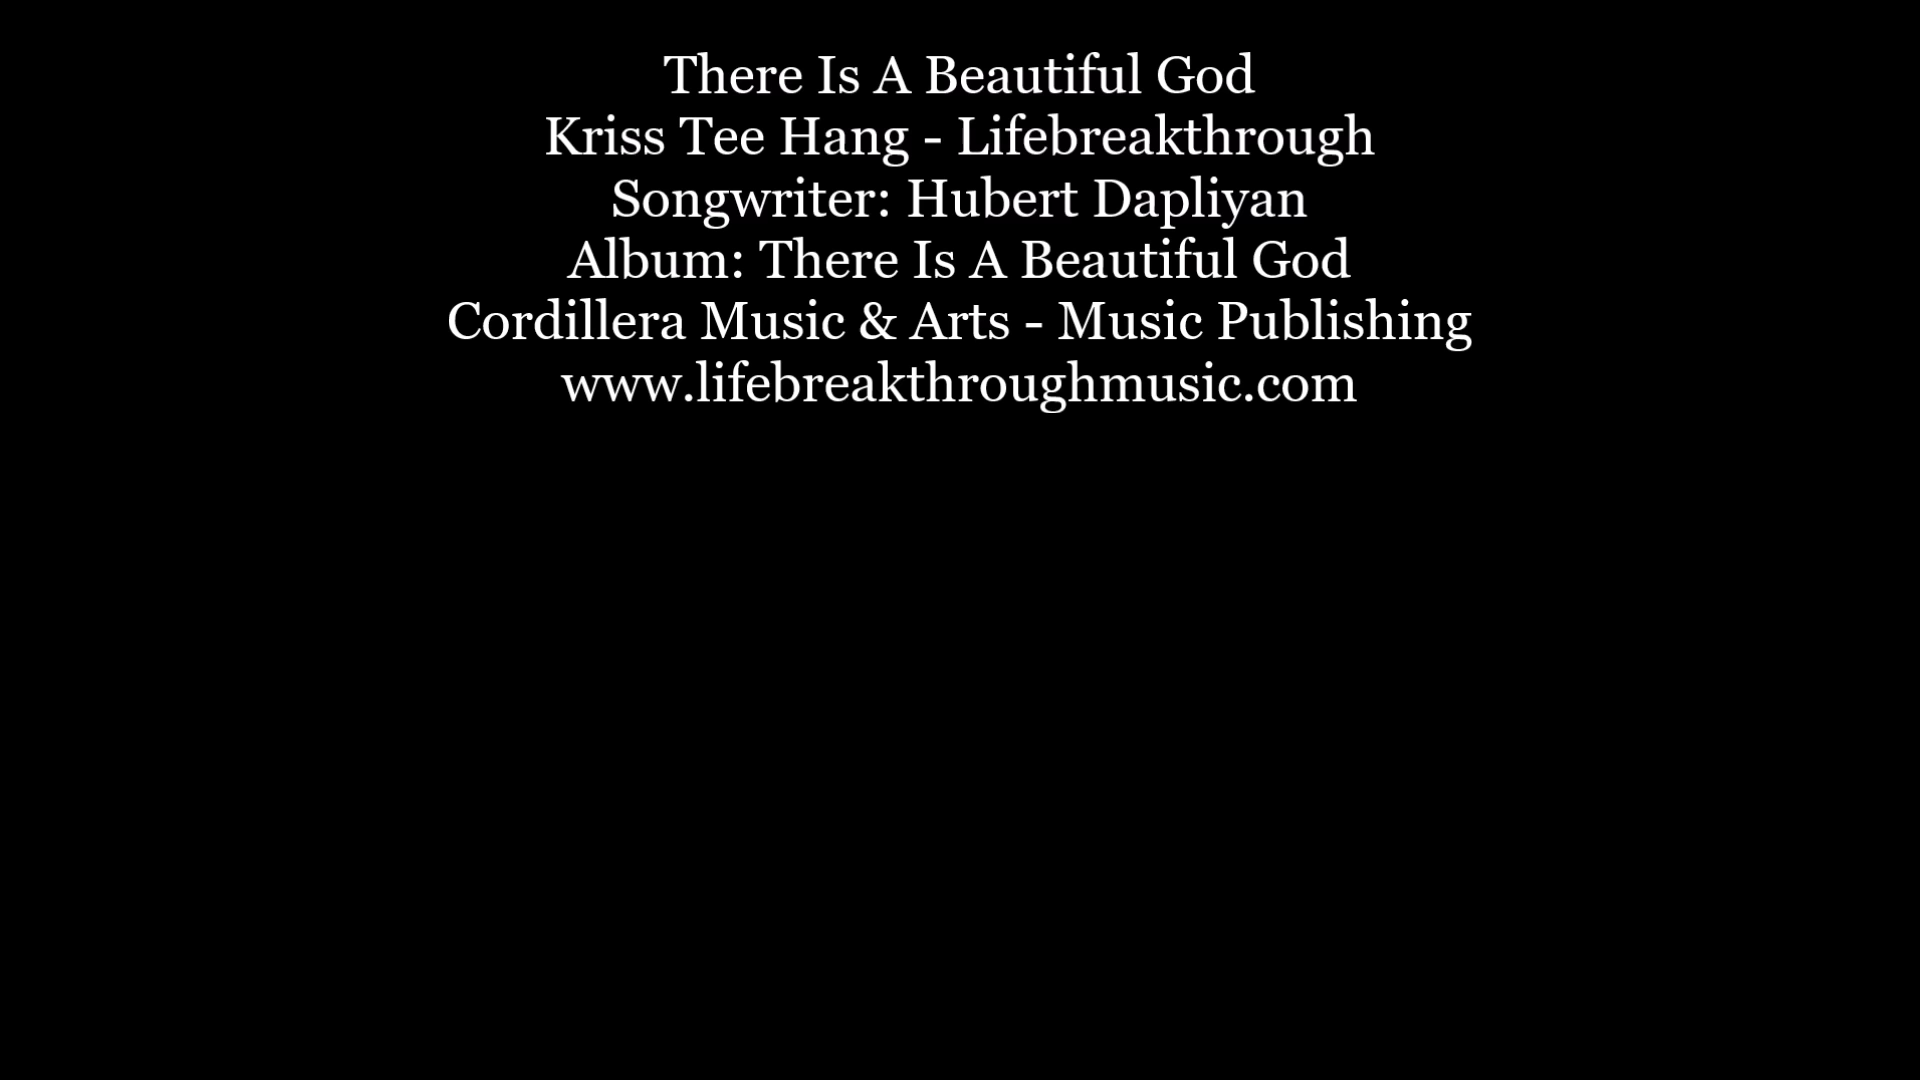 There Is A Beautiful God
Kriss Tee Hang - Lifebreakthrough
Songwriter: Hubert Dapliyan
Album: There Is A Beautiful God
Cordillera Music & Arts - Music Publishing
www.lifebreakthroughmusic.com